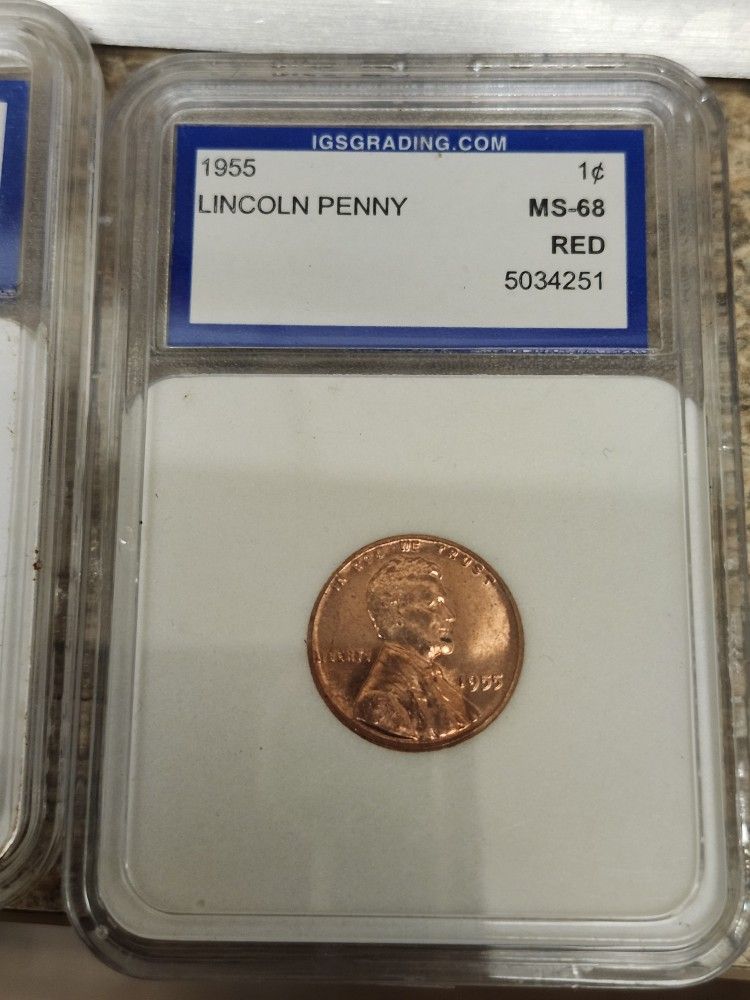 IGSGRADING.COM
1955 1¢
LINCOLN PENNY MS-68
RED
5034251
IN GOD WE TRUST
LIBERTY
1955